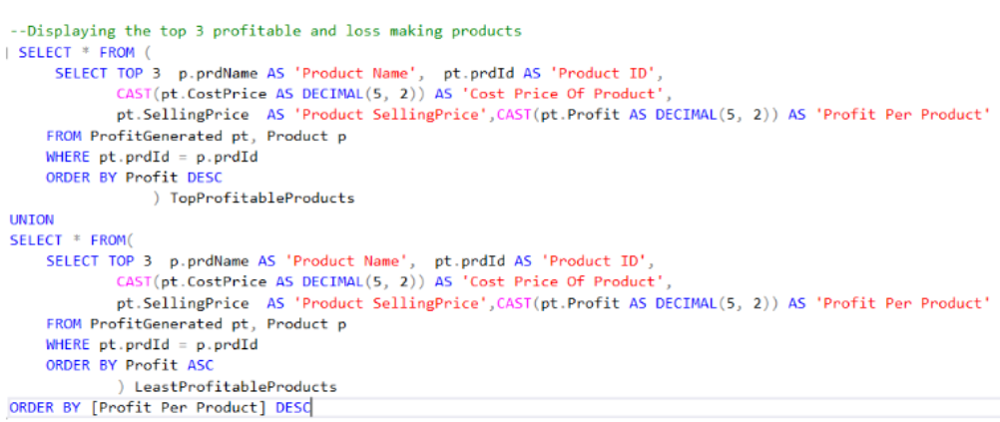 --Displaying the top 3 profitable and loss making products
SELECT * FROM (
SELECT TOP 3 p.prdName AS 'Product Name', pt.prdId AS 'Product ID',
CAST(pt.CostPrice AS DECIMAL(5, 2)) AS 'Cost Price Of Product',
pt.SellingPrice AS 'Product SellingPrice',CAST(pt.Profit AS DECIMAL(5, 2)) AS 'Profit Per Product'
FROM ProfitGenerated pt, Product p
WHERE pt.prdId = p.prdId
ORDER BY Profit DESC
) TopProfitableProducts
UNION
SELECT * FROM(
SELECT TOP 3 p.prdName AS 'Product Name', pt.prdId AS 'Product ID',
CAST(pt.CostPrice AS DECIMAL(5, 2)) AS 'Cost Price Of Product',
pt.SellingPrice AS 'Product SellingPrice',CAST(pt.Profit AS DECIMAL(5, 2)) AS 'Profit Per Product'
FROM ProfitGenerated pt, Product p
WHERE pt.prdId = p.prdId
ORDER BY Profit ASC
) LeastProfitableProducts
ORDER BY [Profit Per Product] DESC